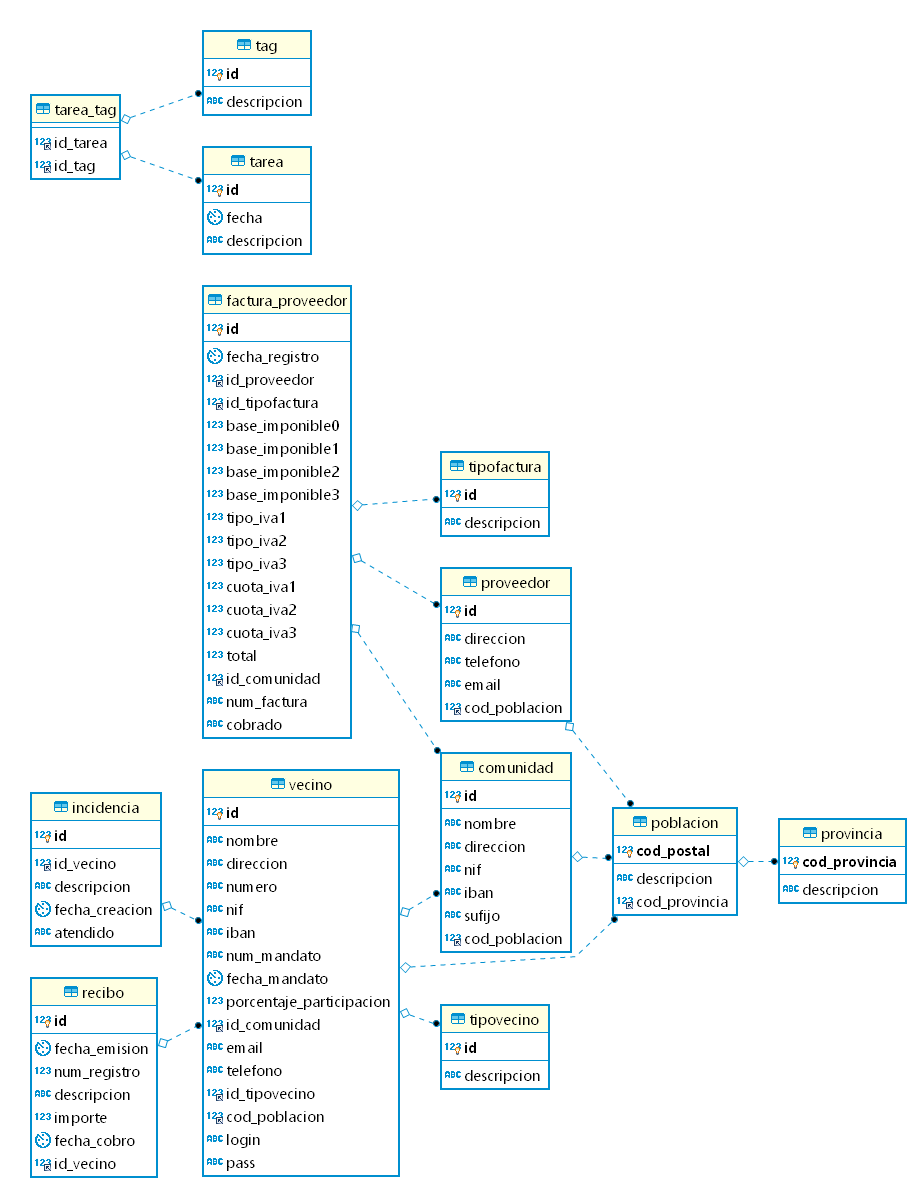 tag
123 id
ABC descripcion
tarea_tag
123 id_tarea
123 id_tag
tarea
123 id
fecha
ABC descripcion
factura_proveedor
123 id
fecha_registro
123 id_proveedor
123 id_tipofactura
123 base_imponible0
123 base_imponible1
123 base_imponible2
123 base_imponible3
123 tipo_iva1
123 tipo_iva2
123 tipo_iva3
123 cuota_iva1
123 cuota_iva2
123 cuota_iva3
123 total
123 id_comunidad
ABC num_factura
ABC cobrado
tipofactura
123 id
ABC descripcion
proveedor
123 id
ABC direccion
ABC telefono
ABC email
123 cod_poblacion
comunidad
123 id
ABC nombre
ABC direccion
ABC nif
ABC iban
ABC sufijo
123 cod_poblacion
poblacion
123 cod_postal
ABC descripcion
123 cod_provincia
provincia
123 cod_provincia
ABC descripcion
vecino
123 id
ABC nombre
ABC direccion
ABC numero
ABC nif
ABC iban
ABC num_mandato
fecha_mandato
123 porcentaje_participacion
123 id_comunidad
ABC email
ABC telefono
123 id_tipovecino
123 cod_poblacion
ABC login
ABC pass
incidencia
123 id
123 id_vecino
ABC descripcion
fecha_creacion
ABC atendido
recibo
123 id
fecha_emision
123 num_registro
ABC descripcion
123 importe
fecha_cobro
123 id_vecino
tipovecino
123 id
ABC descripcion